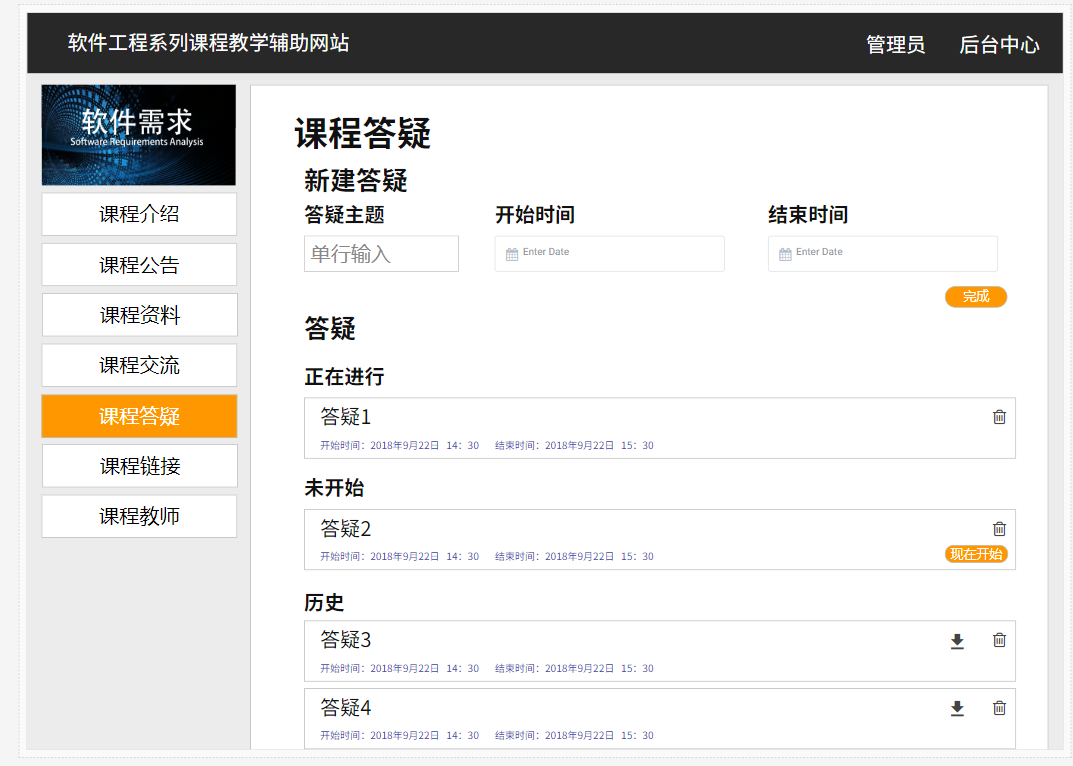 软件工程系列课程教学辅助网站
管理员 后台中心
软件需求
Software Requirements Analysis
课程介绍
课程公告
课程资料
课程交流
课程答疑
课程链接
课程教师
课程答疑
新建答疑
答疑主题 开始时间 结束时间
单行输入 Enter Date Enter Date
完成
答疑
正在进行
答疑1
开始时间：2018年9月22日 14：30 结束时间：2018年9月22日 15：30
未开始
答疑2
开始时间：2018年9月22日 14：30 结束时间：2018年9月22日 15：30
现在开始
历史
答疑3
开始时间：2018年9月22日 14：30 结束时间：2018年9月22日 15：30
答疑4
开始时间：2018年9月22日 14：30 结束时间：2018年9月22日 15：30